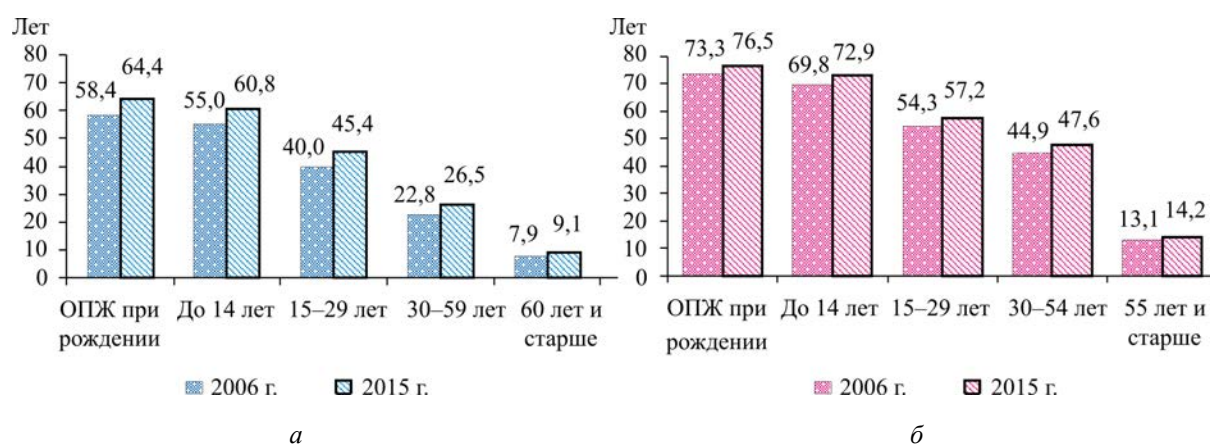 Лет
80
70
60
50
40
30
20
10
0
58,4 64,4
55,0 60,8
40,0 45,4
22,8 26,5
7,9 9,1
ОПЖ при рождении
До 14 лет
15–29 лет
30–59 лет
60 лет и старше
2006 г. 2015 г.
а
Лет
80
70
60
50
40
30
20
10
0
73,3 76,5
69,8 72,9
54,3 57,2
44,9 47,6
13,1 14,2
ОПЖ при рождении
До 14 лет
15–29 лет
30–54 лет
55 лет и старше
2006 г. 2015 г.
б